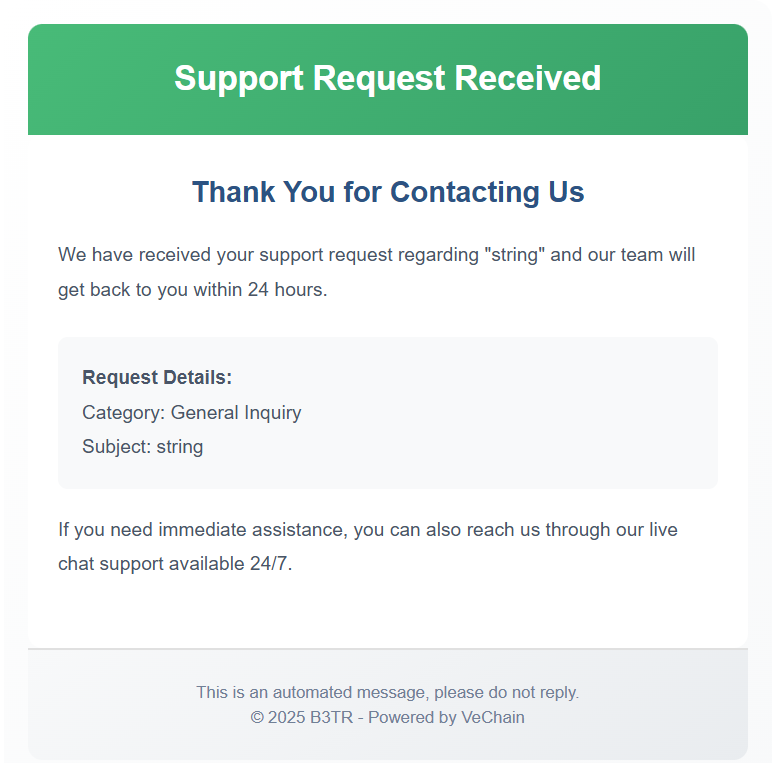 Support Request Received
Thank You for Contacting Us
We have received your support request regarding "string" and our team will
get back to you within 24 hours.
Request Details:
Category: General Inquiry
Subject: string
If you need immediate assistance, you can also reach us through our live
chat support available 24/7.
This is an automated message, please do not reply.
© 2025 B3TR - Powered by VeChain